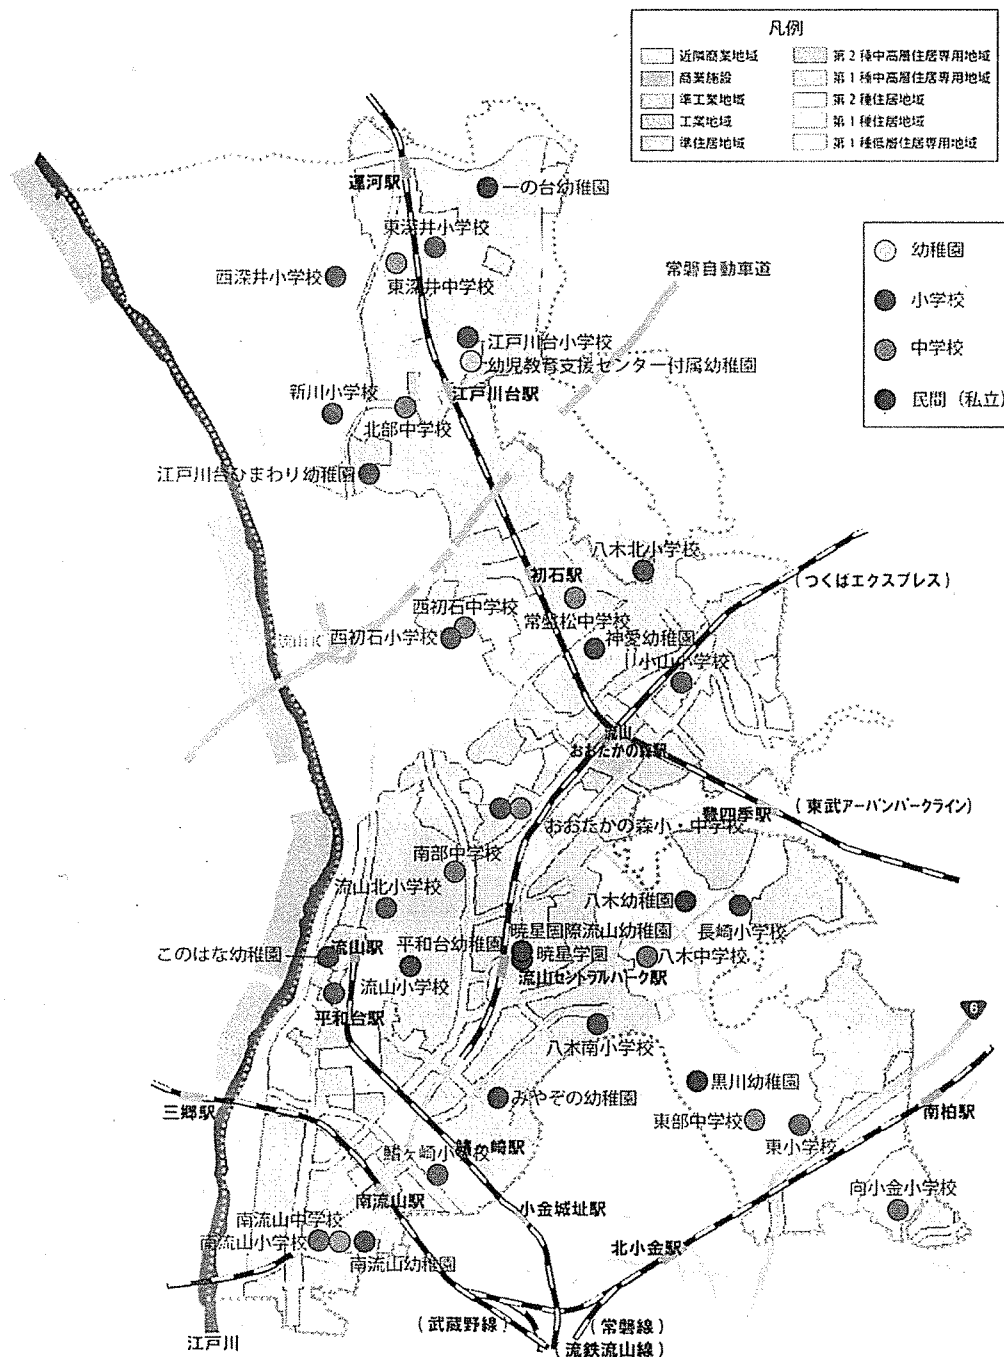 凡例
近隣商業地域
商業施設
準工業地域
工業地域
準住居地域
第2種中高層住居専用地域
第1種中高層住居専用地域
第2種住居地域
第1種住居地域
第1種低層住居専用地域
幼稚園
小学校
中学校
民間（私立）
運河駅
一の台幼稚園
東深井小学校
西深井小学校
東深井中学校
常磐自動車道
江戸川台小学校
幼児教育支援センター付属幼稚園
江戸川台駅
新川小学校
北部中学校
江戸川台ひまわり幼稚園
八木北小学校
初石駅
(つくばエクスプレス)
西初石中学校
常盤松中学校
流山IC
西初石小学校
神愛幼稚園
小山小学校
流山
おおたかの森駅
豊四季駅
(東武アーバンパークライン)
おおたかの森小・中学校
南部中学校
流山北小学校
八木幼稚園
長崎小学校
暁星国際流山幼稚園
このはな幼稚園
流山駅
平和台幼稚園
暁星学園
八木中学校
流山セントラルパーク駅
流山小学校
平和台駅
6
八木南小学校
黒川幼稚園
みやぞの幼稚園
三郷駅
東部中学校
南柏駅
東小学校
鰭ヶ崎駅
鰭ヶ崎小学校
南流山駅
小金城址駅
向小金小学校
南流山中学校
南流山小学校
北小金駅
南流山幼稚園
(武蔵野線)
(常磐線)
江戸川
(流鉄流山線)